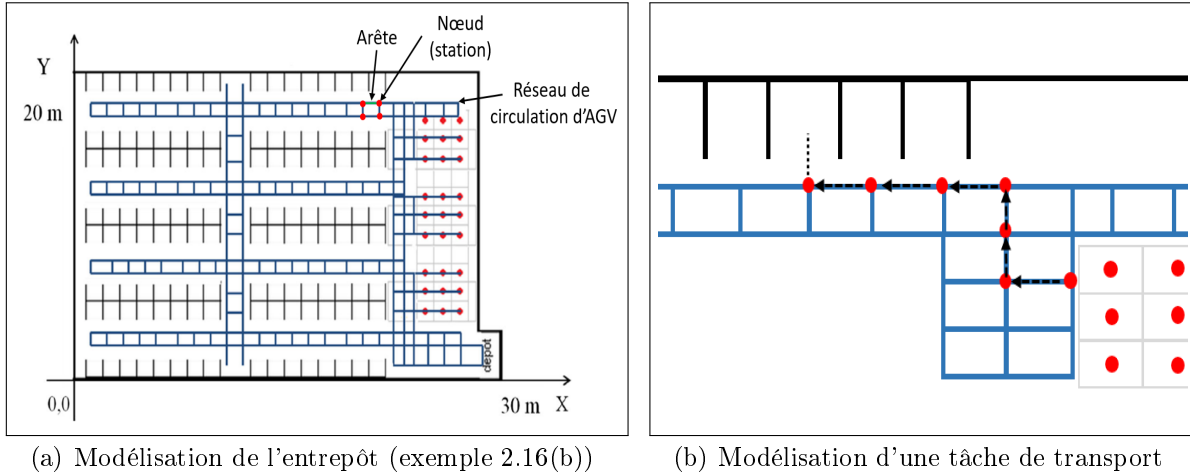 Nœud
(station)
Arête
Y
20 m
Réseau de
circulation d'AGV
dépôt
0,0
30 m
X
(a) Modélisation de l'entrepôt (exemple 2.16(b))
(b) Modélisation d'une tâche de transport